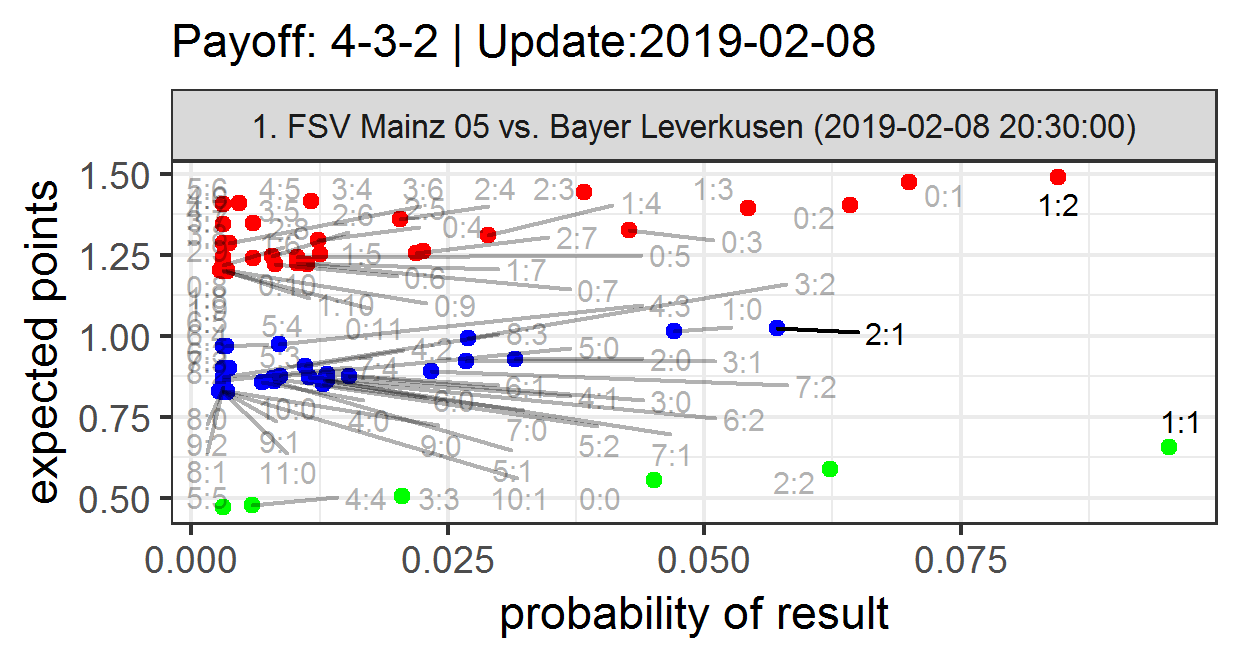 Payoff: 4-3-2 | Update:2019-02-08
1. FSV Mainz 05 vs. Bayer Leverkusen (2019-02-08 20:30:00)
expected points
1.50
1.25
1.00
0.75
0.50
5:6 4:5 3:4 3:6 2:4 2:3 1:3 0:1
1:2
3:5 2:6 2:5 1:4 0:2
2:8 0:4 2:7 0:3
1:6 1:5 1:7 0:5
0:10 0:6 0:7 3:2
0:8 1:10 0:9 4:3 1:0
5:4 0:11 8:3 2:1
5:3 4:2 5:0 2:0 3:1
7:4 6:1 4:1 3:0 7:2
10:0 6:0 6:2
8:0 4:0 7:0 1:1
9:2 9:1 9:0 5:2 7:1
8:1 11:0 5:1 2:2
5:5 4:4 3:3 10:1 0:0
0.000 0.025 0.050 0.075
probability of result